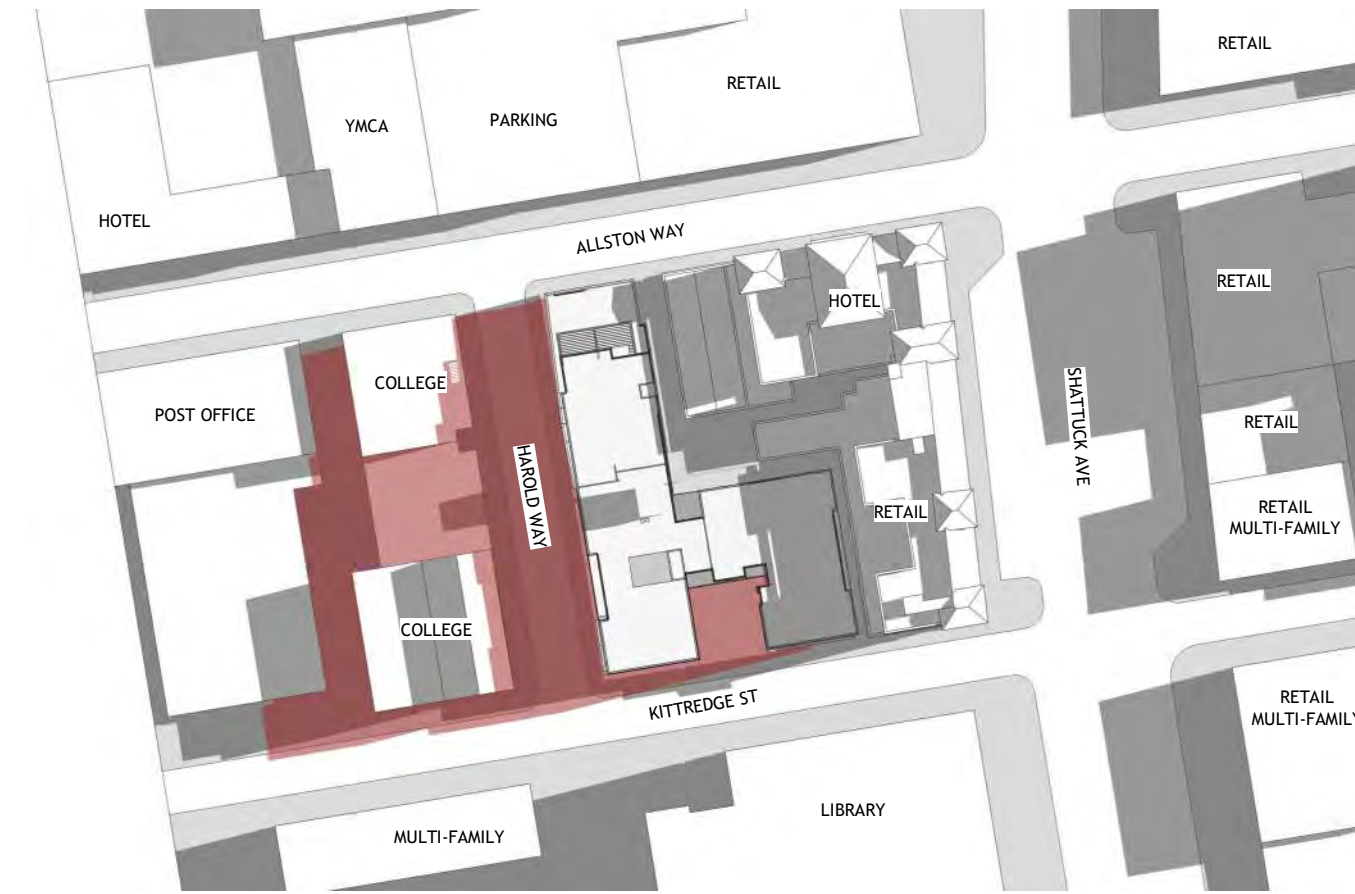 RETAIL
RETAIL
YMCA
PARKING
HOTEL
ALLSTON WAY
HOTEL
RETAIL
COLLEGE
POST OFFICE
SHATTUCK AVE
RETAIL
HAROLD WAY
RETAIL
RETAIL
MULTI-FAMILY
COLLEGE
KITTREDGE ST
RETAIL
MULTI-FAMILY
LIBRARY
MULTI-FAMILY